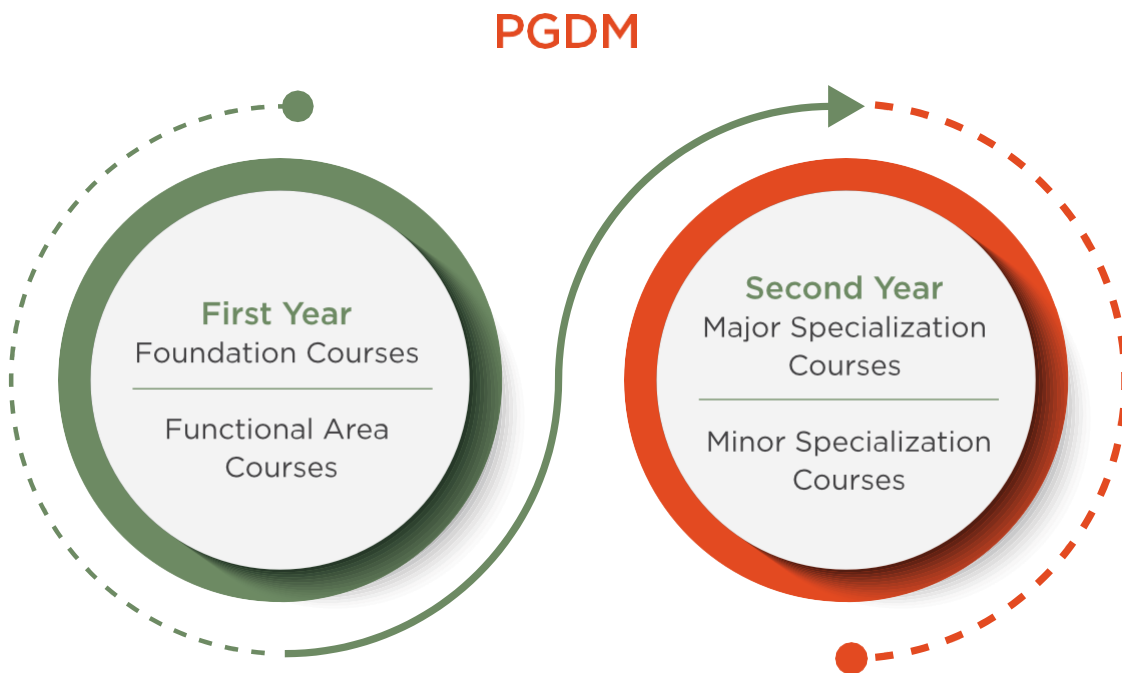 PGDM
First Year
Foundation Courses
Functional Area
Courses
Second Year
Major Specialization
Courses
Minor Specialization
Courses